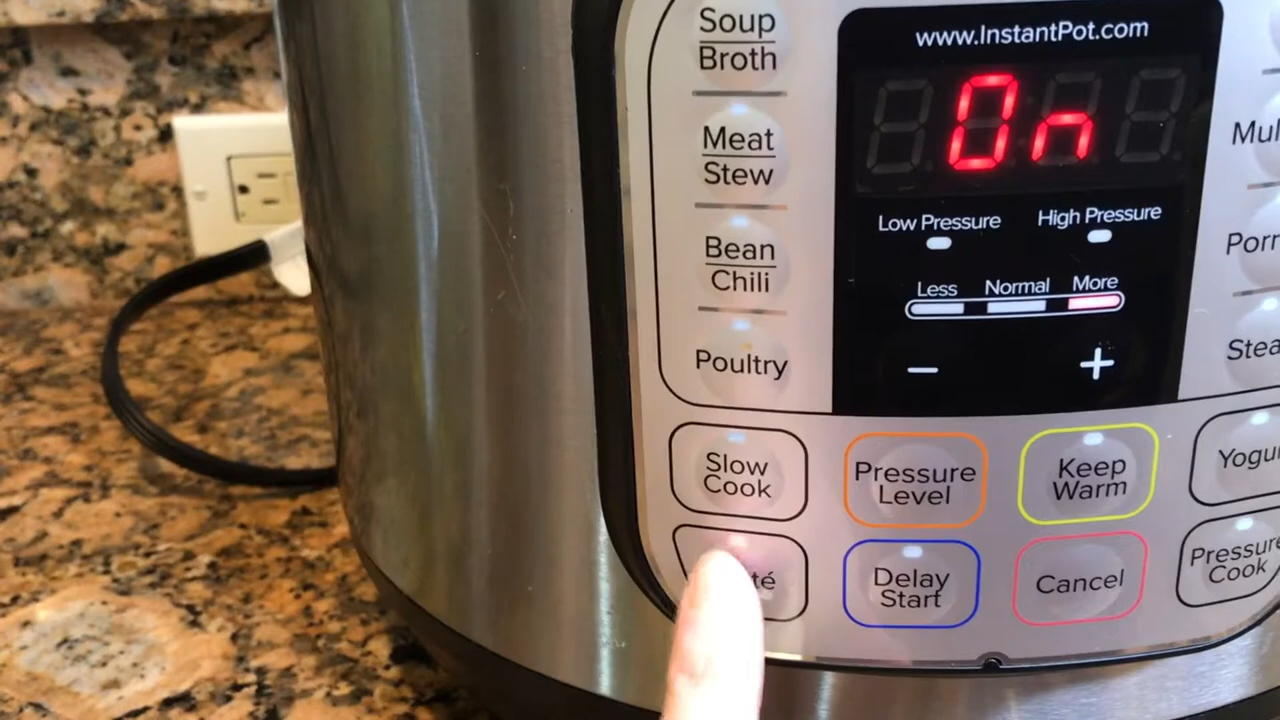 Soup
Broth
Meat
Stew
Bean
Chili
Poultry
Slow
Cook
www.InstantPot.com
On
Low Pressure
High Pressure
Less Normal More
− +
Pressure
Level
Keep
Warm
Delay
Start
Cancel
Pressure
Cook